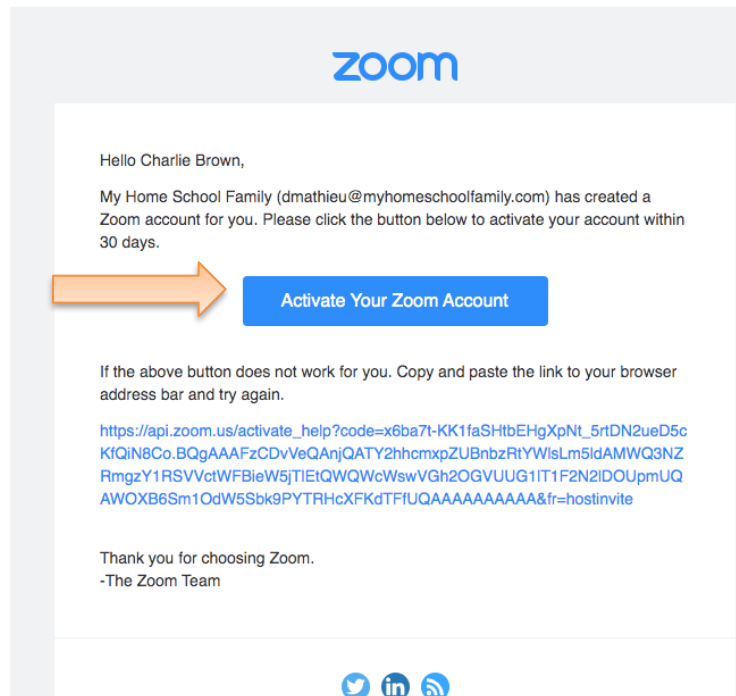 zoom
Hello Charlie Brown,
My Home School Family (dmathieu@myhomeschoolfamily.com) has created a
Zoom account for you. Please click the button below to activate your account within
30 days.
Activate Your Zoom Account
If the above button does not work for you. Copy and paste the link to your browser
address bar and try again.
https://api.zoom.us/activate_help?code=x6ba7t-KK1faSHtbEHgXpNt_5rtDN2ueD5c
KfQiN8Co.BQgAAAFzCDvVeQAnjQATY2hhcmxpZUBnbzRtYWlsLm5ldAMWQ3NZ
RmgzY1RSVVctWFBieW5jTlEtQWQWcWswVGh2OGVUUG1lT1F2N2lDOUpmUQ
AWOXB6Sm1OdW5Sbk9PYTRHcXFKdTFfUQAAAAAAAAAA&fr=hostinvite
Thank you for choosing Zoom.
-The Zoom Team
in